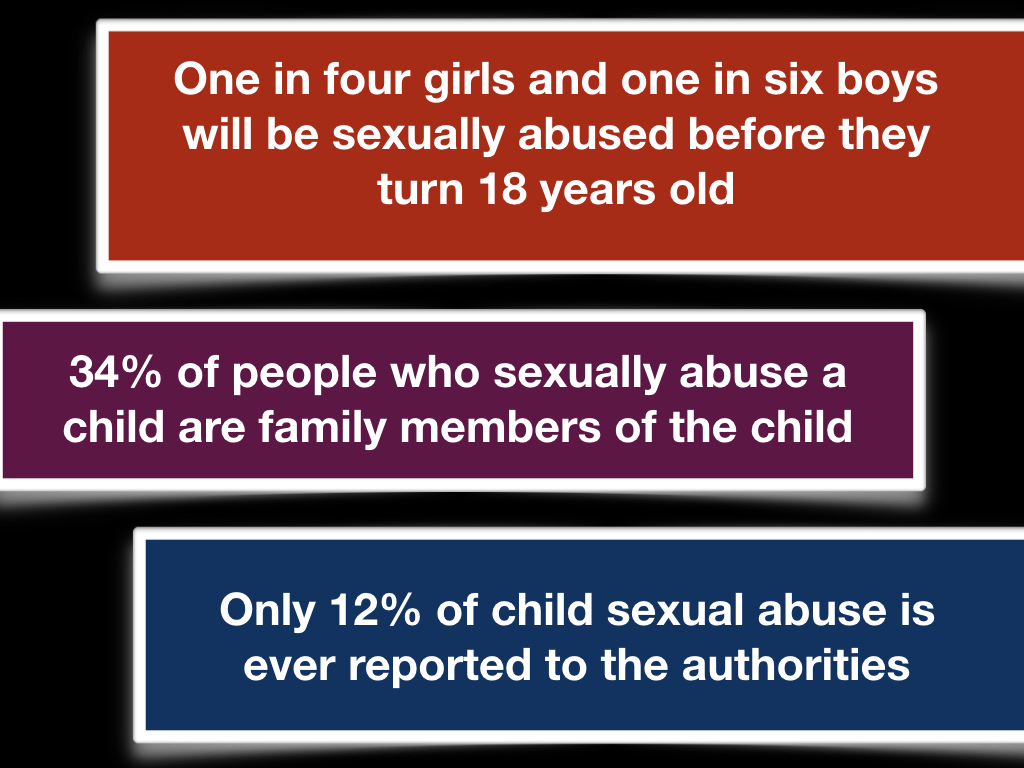 One in four girls and one in six boys
will be sexually abused before they
turn 18 years old
34% of people who sexually abuse a
child are family members of the child
Only 12% of child sexual abuse is
ever reported to the authorities